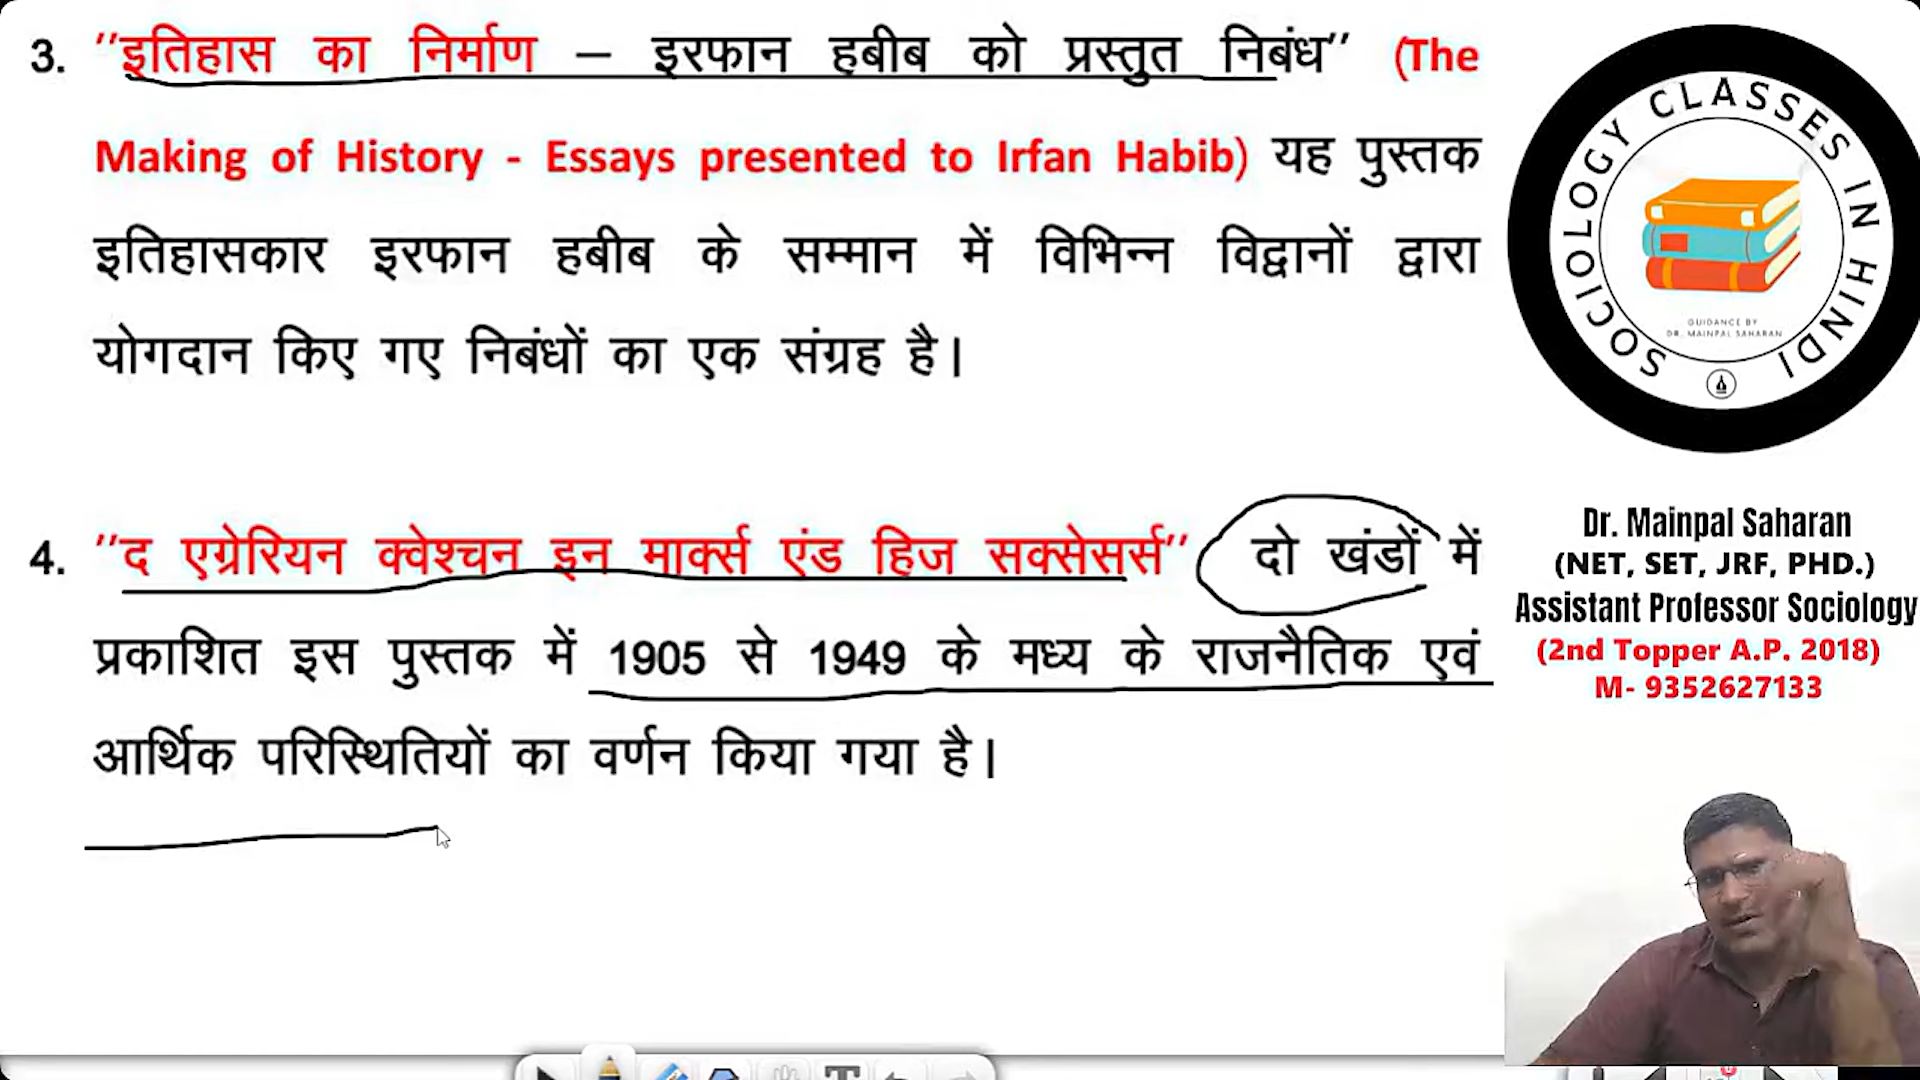 3. ''इतिहास का निर्माण – इरफान हबीब को प्रस्तुत निबंध'' (The
Making of History - Essays presented to Irfan Habib) यह पुस्तक
इतिहासकार इरफान हबीब के सम्मान में विभिन्न विद्वानों द्वारा
योगदान किए गए निबंधों का एक संग्रह है।
4. ''द एग्रेरियन क्वेश्चन इन मार्क्स एंड हिज सक्सेसर्स'' दो खंडों में
प्रकाशित इस पुस्तक में 1905 से 1949 के मध्य के राजनैतिक एवं
आर्थिक परिस्थितियों का वर्णन किया गया है।
SOCIOLOGY CLASSES IN HINDI
GUIDANCE BY
DR. MAINPAL SAHARAN
Dr. Mainpal Saharan
(NET, SET, JRF, PHD.)
Assistant Professor Sociology
(2nd Topper A.P. 2018)
M- 9352627133